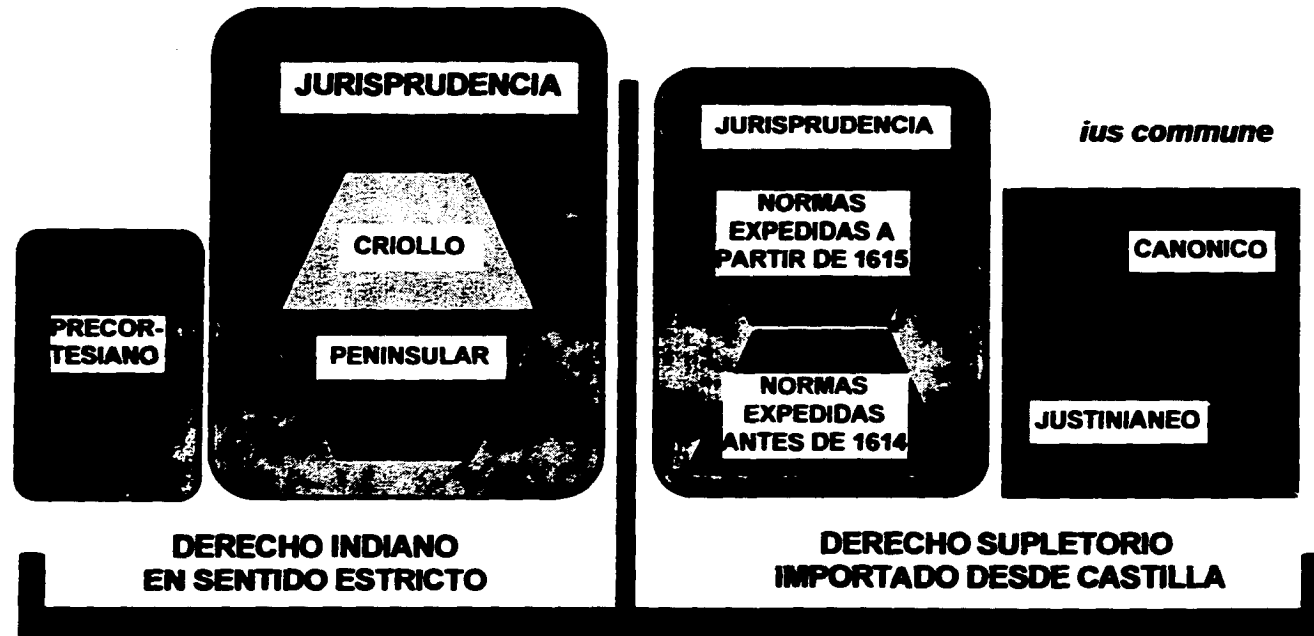 JURISPRUDENCIA
CRIOLLO
PENINSULAR
PRECOR-
TESIANO
DERECHO INDIANO
EN SENTIDO ESTRICTO
JURISPRUDENCIA
NORMAS
EXPEDIDAS A
PARTIR DE 1615
NORMAS
EXPEDIDAS
ANTES DE 1614
ius commune
CANONICO
JUSTINIANEO
DERECHO SUPLETORIO
IMPORTADO DESDE CASTILLA